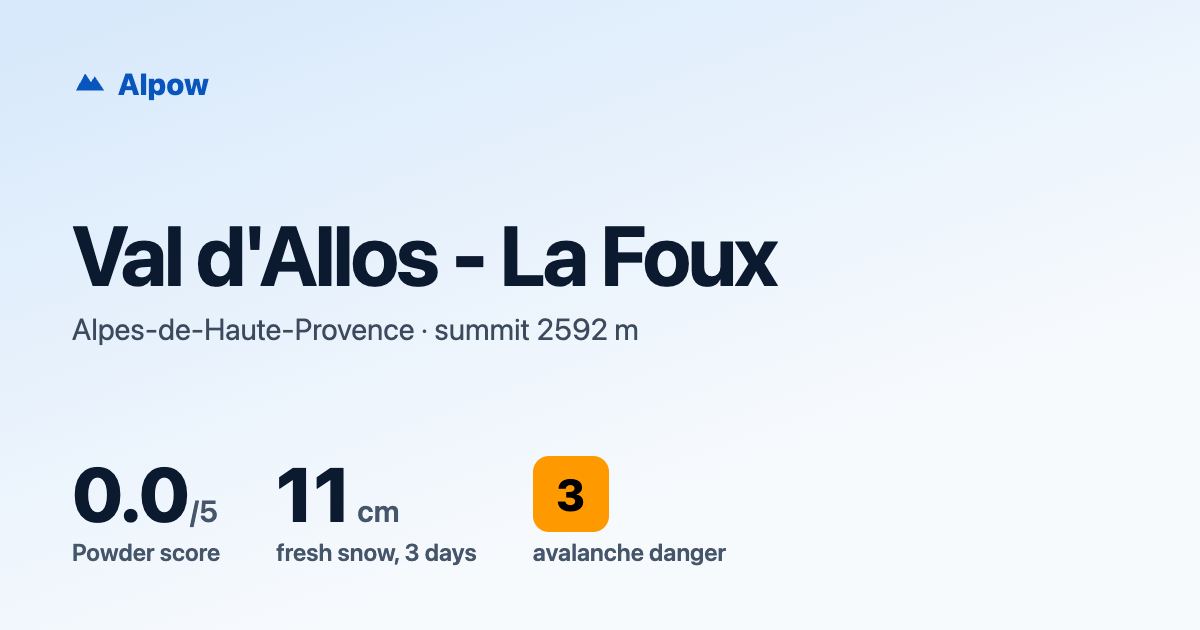 Alpow
Val d'Allos - La Foux
Alpes-de-Haute-Provence · summit 2592 m
0.0/5 11 cm 3
Powder score fresh snow, 3 days avalanche danger